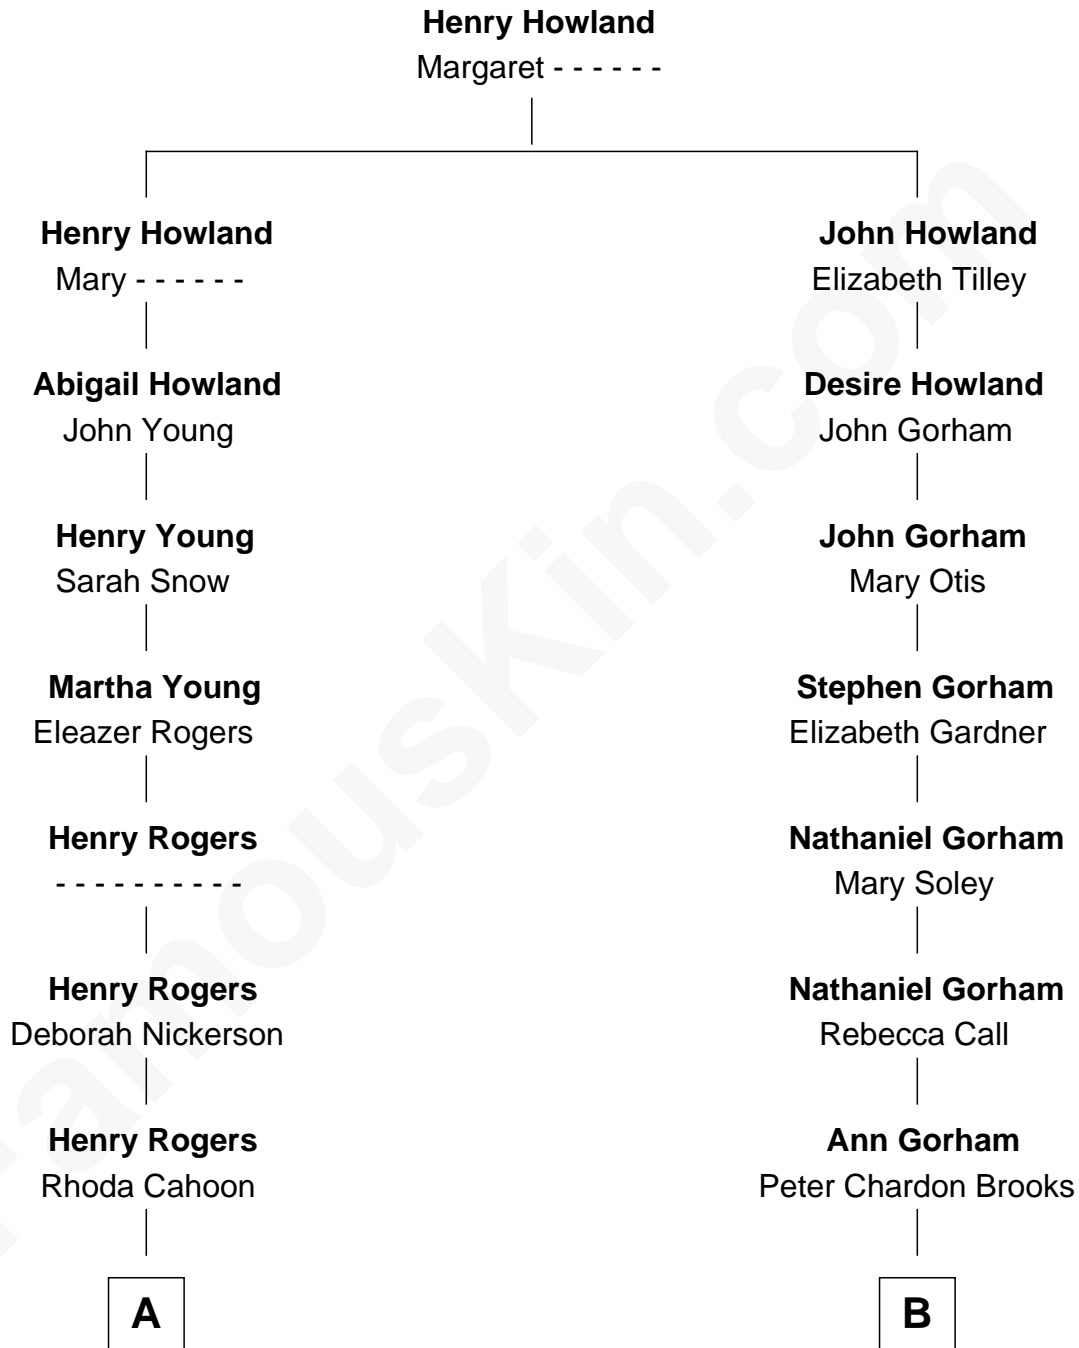 Henry Howland
Margaret - - - - - -
Henry Howland
Mary - - - - - -
Abigail Howland
John Young
Henry Young
Sarah Snow
Martha Young
Eleazer Rogers
Henry Rogers
- - - - - - - - - -
Henry Rogers
Deborah Nickerson
Henry Rogers
Rhoda Cahoon
A
John Howland
Elizabeth Tilley
Desire Howland
John Gorham
John Gorham
Mary Otis
Stephen Gorham
Elizabeth Gardner
Nathaniel Gorham
Mary Soley
Nathaniel Gorham
Rebecca Call
Ann Gorham
Peter Chardon Brooks
B
FamousKin.com